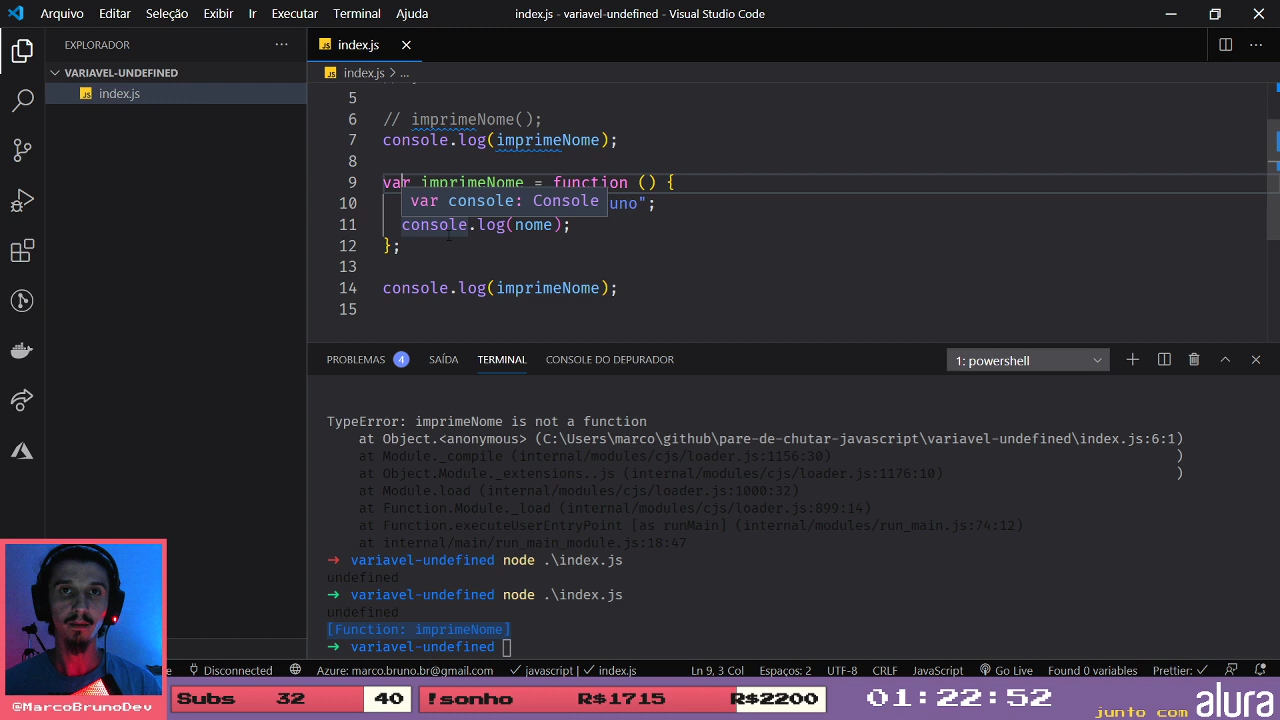 Arquivo Editar Seleção Exibir Ir Executar Terminal Ajuda
index.js - variavel-undefined - Visual Studio Code
EXPLORADOR
VARIAVEL-UNDEFINED
JS index.js
JS index.js
JS index.js > ...
5
6 // imprimeNome();
7 console.log(imprimeNome);
8
9 var imprimeNome = function () {
var console: Console
10 uno";
11 console.log(nome);
12 };
13
14 console.log(imprimeNome);
15
PROBLEMAS 4 SAÍDA TERMINAL CONSOLE DO DEPURADOR
1: powershell
TypeError: imprimeNome is not a function
at Object.<anonymous> (C:\Users\marco\github\pare-de-chutar-javascript\variavel-undefined\index.js:6:1)
at Module._compile (internal/modules/cjs/loader.js:1156:30)
)
at Object.Module._extensions..js (internal/modules/cjs/loader.js:1176:10)
)
at Module.load (internal/modules/cjs/loader.js:1000:32)
at Function.Module._load (internal/modules/cjs/loader.js:899:14)
at Function.executeUserEntryPoint [as runMain] (internal/modules/run_main.js:74:12)
at internal/main/run_main_module.js:18:47
→ variavel-undefined node .\index.js
undefined
→ variavel-undefined node .\index.js
undefined
[Function: imprimeNome]
→ variavel-undefined
Disconnected Azure: marco.bruno.br@gmail.com javascript | index.js Ln 9, 3 Col Espaços: 2 UTF-8 CRLF JavaScript Go Live Found 0 variables Prettier:
@MarcoBrunoDev
Subs 32 40
!sonho R$1715 R$2200
01:22:52
junto com alura